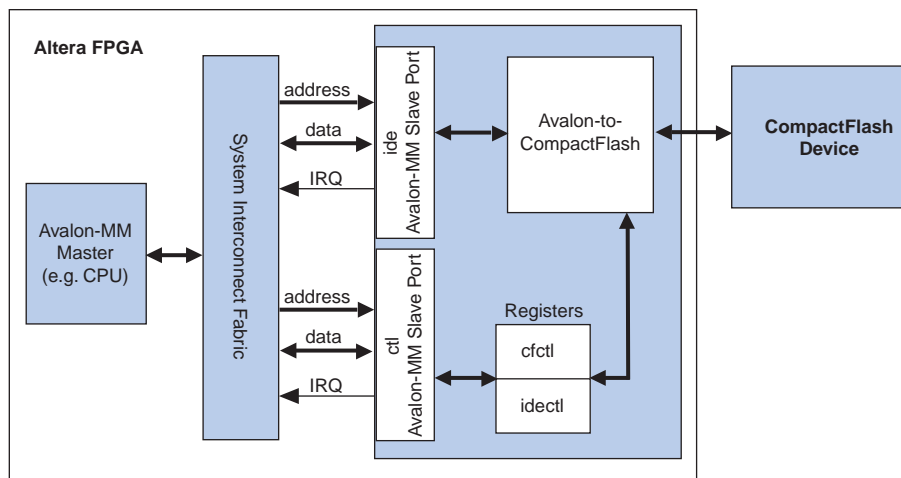 Altera FPGA
Avalon-MM
Master
(e.g. CPU)
System Interconnect Fabric
address
data
IRQ
ide
Avalon-MM Slave Port
Avalon-to-
CompactFlash
CompactFlash
Device
address
data
IRQ
ctl
Avalon-MM Slave Port
Registers
cfctl
idectl